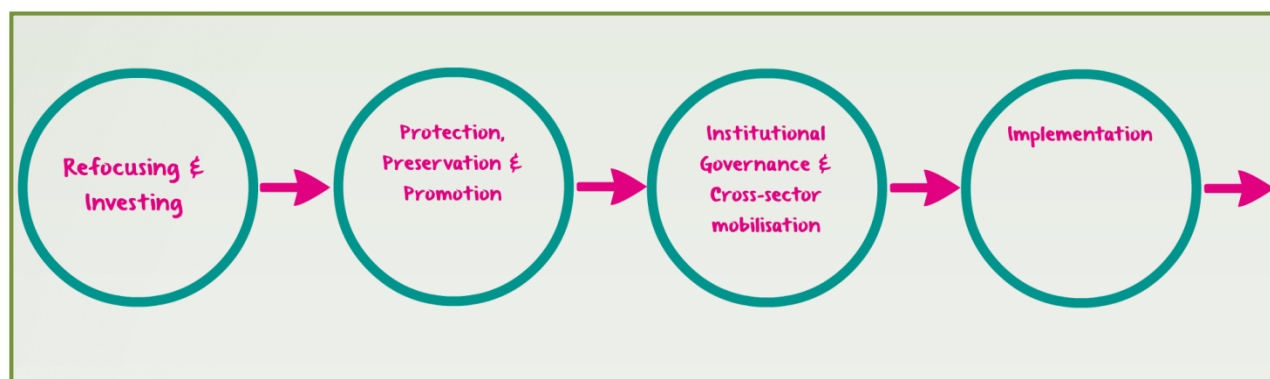 Refocusing &
Investing
Protection,
Preservation &
Promotion
Institutional
Governance &
Cross-sector
mobilisation
Implementation